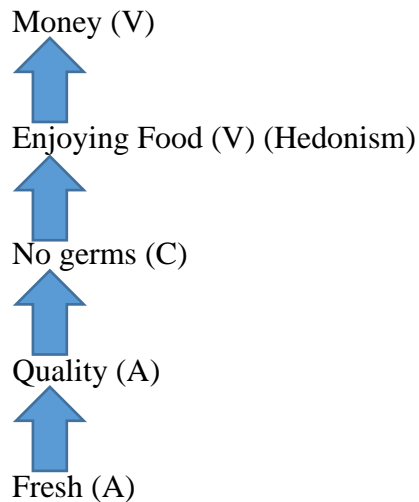 Money (V)
Enjoying Food (V) (Hedonism)
No germs (C)
Quality (A)
Fresh (A)